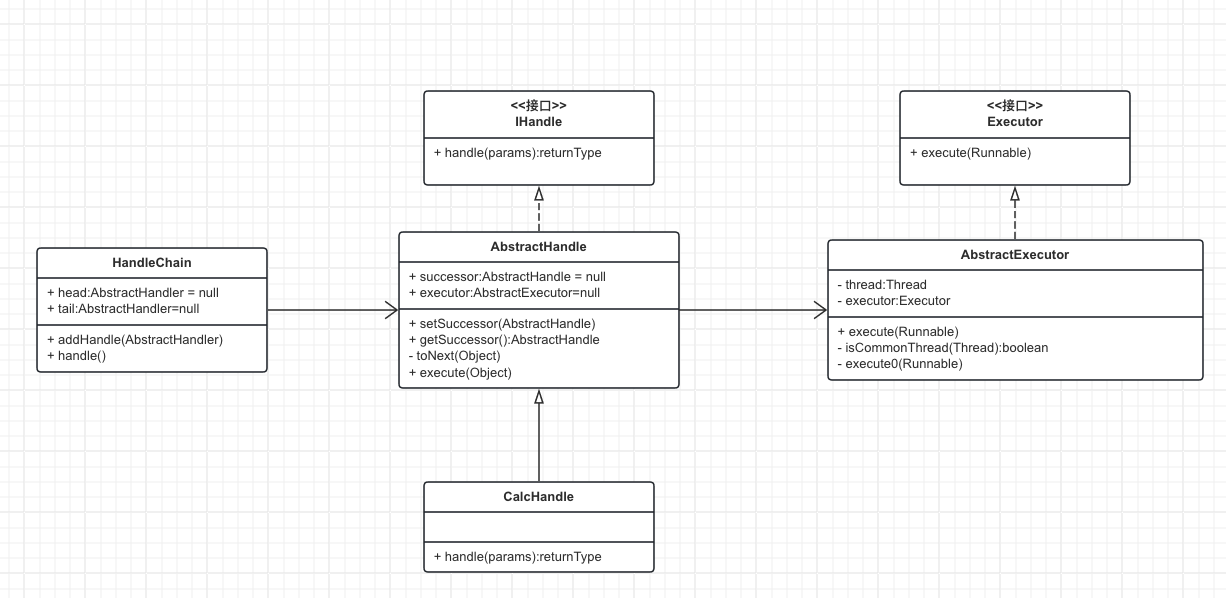 <<接口>>
IHandle
+ handle(params):returnType
<<接口>>
Executor
+ execute(Runnable)
HandleChain
+ head:AbstractHandler = null
+ tail:AbstractHandler=null
+ addHandle(AbstractHandler)
+ handle()
AbstractHandle
+ successor:AbstractHandle = null
+ executor:AbstractExecutor=null
+ setSuccessor(AbstractHandle)
+ getSuccessor():AbstractHandle
- toNext(Object)
+ execute(Object)
AbstractExecutor
- thread:Thread
- executor:Executor
+ execute(Runnable)
- isCommonThread(Thread):boolean
- execute0(Runnable)
CalcHandle
+ handle(params):returnType